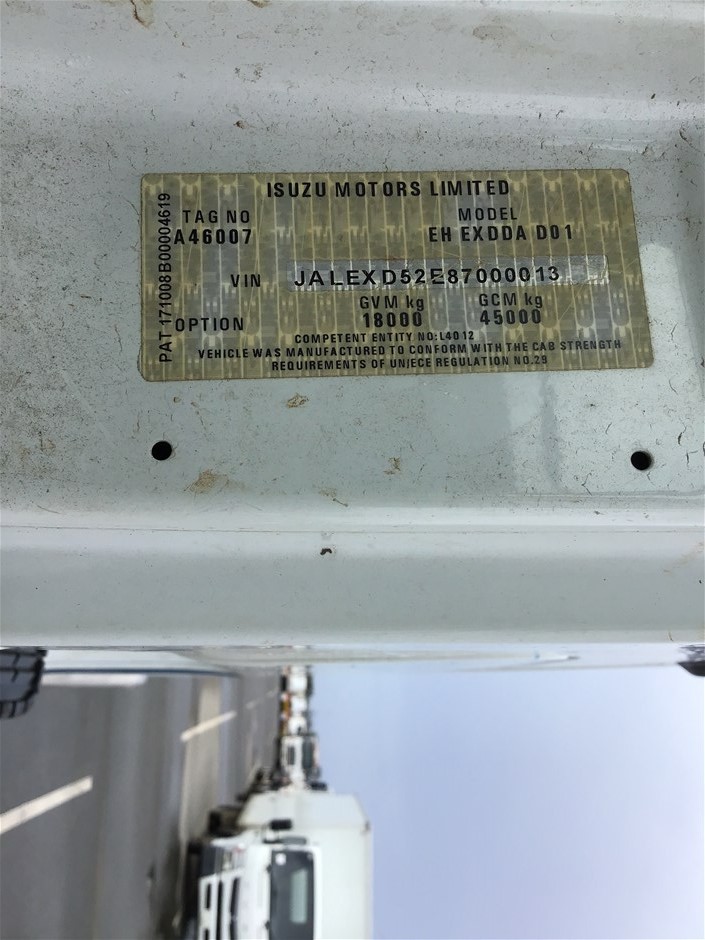 ISUZU MOTORS LIMITED
TAG NO
MODEL
A46007
EH EXDDA D01
VIN
JALEXD52E87000013
GVM kg
GCM kg
OPTION
18000
45000
COMPETENT ENTITY NO:L4012
VEHICLE WAS MANUFACTURED TO CONFORM WITH THE CAB STRENGTH
REQUIREMENTS OF UN/ECE REGULATION NO.29
PAT 171008B00004619